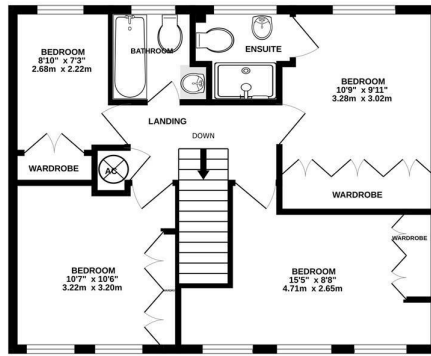 BEDROOM
8'10" x 7'3"
2.68m x 2.22m
BATHROOM
ENSUITE
BEDROOM
10'9" x 9'11"
3.28m x 3.02m
LANDING
DOWN
WARDROBE
AC
WARDROBE
WARDROBE
BEDROOM
10'7" x 10'6"
3.22m x 3.20m
BEDROOM
15'5" x 8'8"
4.71m x 2.65m